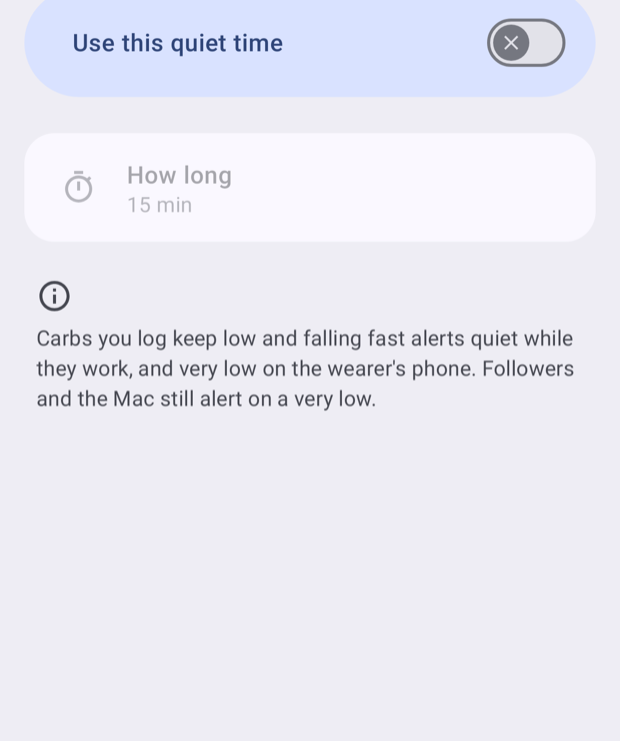 Use this quiet time
How long
15 min
Carbs you log keep low and falling fast alerts quiet while
they work, and very low on the wearer's phone. Followers
and the Mac still alert on a very low.